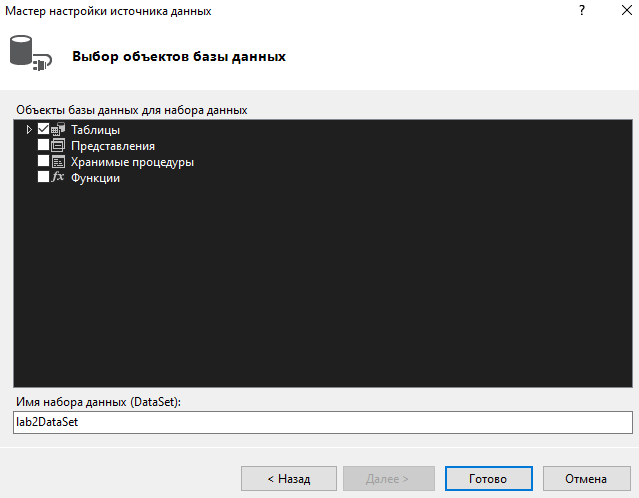 Мастер настройки источника данных
?
Выбор объектов базы данных
Объекты базы данных для набора данных
Таблицы
Представления
Хранимые процедуры
fx Функции
Имя набора данных (DataSet):
lab2DataSet
< Назад Далее > Готово Отмена